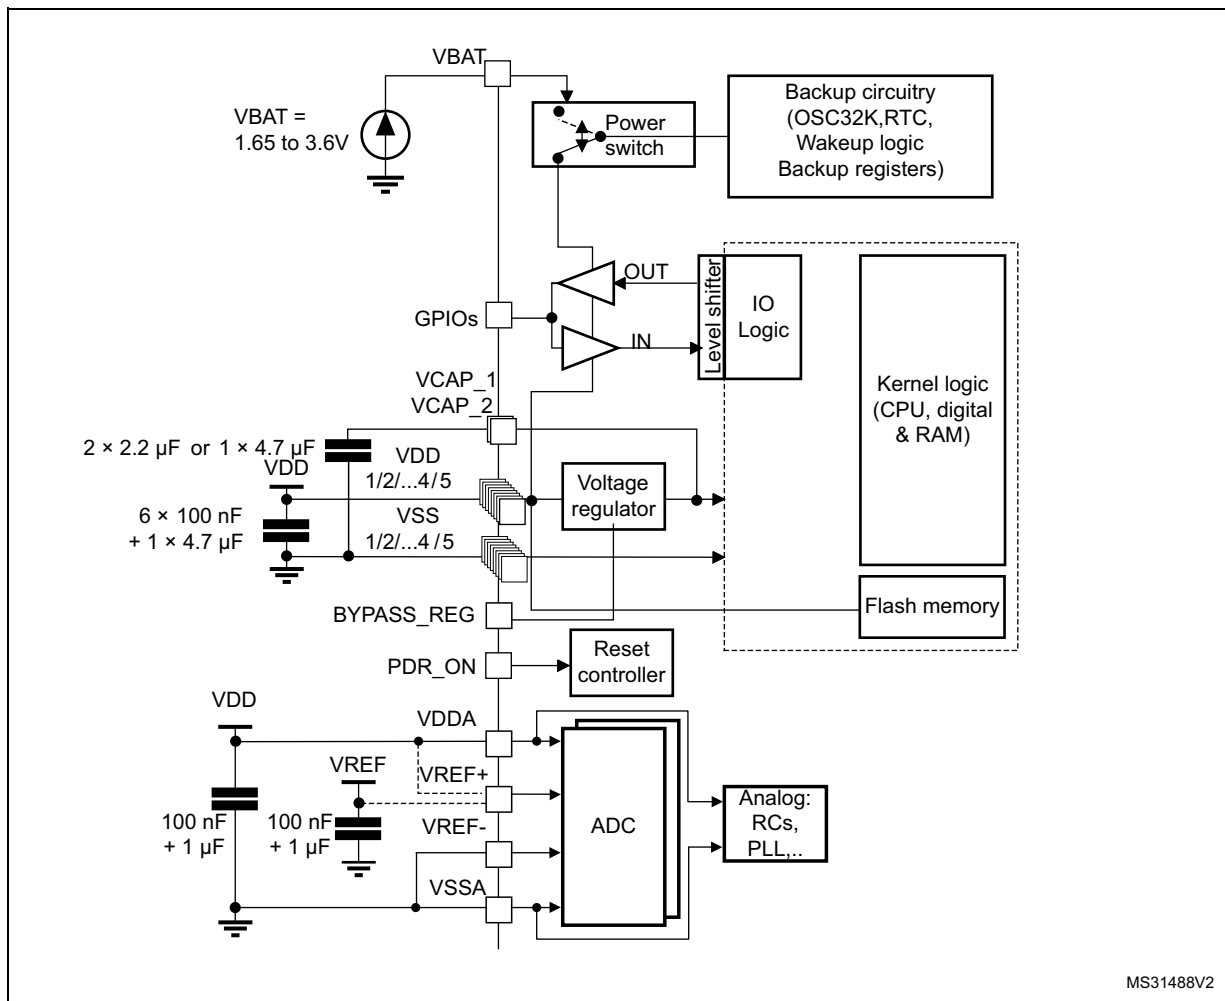 VBAT
VBAT =
1.65 to 3.6V
Power
switch
Backup circuitry
(OSC32K,RTC,
Wakeup logic
Backup registers)
OUT
GPIOs
IN
Level shifter
IO
Logic
Kernel logic
(CPU, digital
& RAM)
VCAP_1
VCAP_2
2 × 2.2 µF or 1 × 4.7 µF
VDD
VDD
1/2/...4/5
Voltage
regulator
6 × 100 nF
+ 1 × 4.7 µF
VSS
1/2/...4/5
Flash memory
BYPASS_REG
PDR_ON
Reset
controller
VDD
VDDA
VREF
VREF+
100 nF
+ 1 µF
100 nF
+ 1 µF
VREF-
VSSA
ADC
Analog:
RCs,
PLL,..
MS31488V2